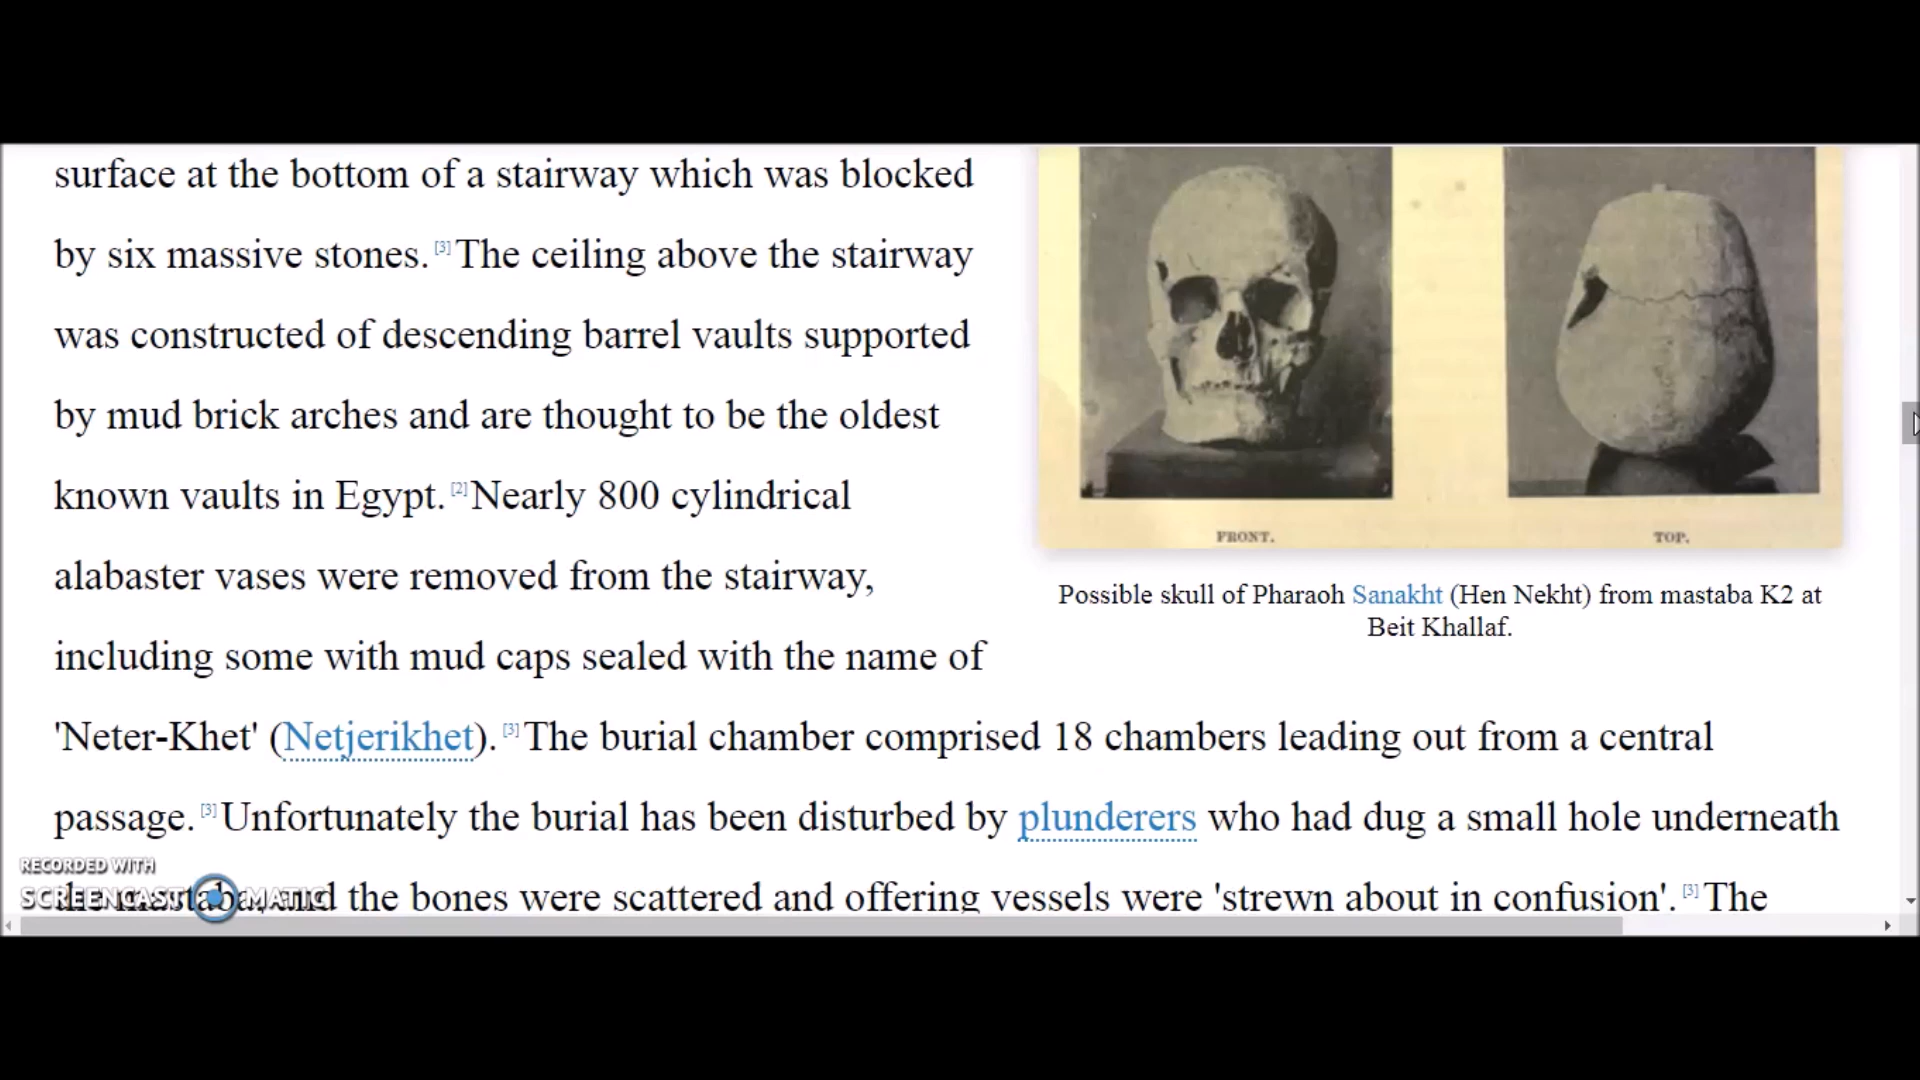 surface at the bottom of a stairway which was blocked
by six massive stones.[3] The ceiling above the stairway
was constructed of descending barrel vaults supported
by mud brick arches and are thought to be the oldest
known vaults in Egypt.[2] Nearly 800 cylindrical
alabaster vases were removed from the stairway,
including some with mud caps sealed with the name of
'Neter-Khet' (Netjerikhet).[3] The burial chamber comprised 18 chambers leading out from a central
passage.[3] Unfortunately the burial has been disturbed by plunderers who had dug a small hole underneath
the mastaba, and the bones were scattered and offering vessels were 'strewn about in confusion'.[3] The
FRONT.
TOP.
Possible skull of Pharaoh Sanakht (Hen Nekht) from mastaba K2 at
Beit Khallaf.
RECORDED WITH
SCREENCAST MATIC